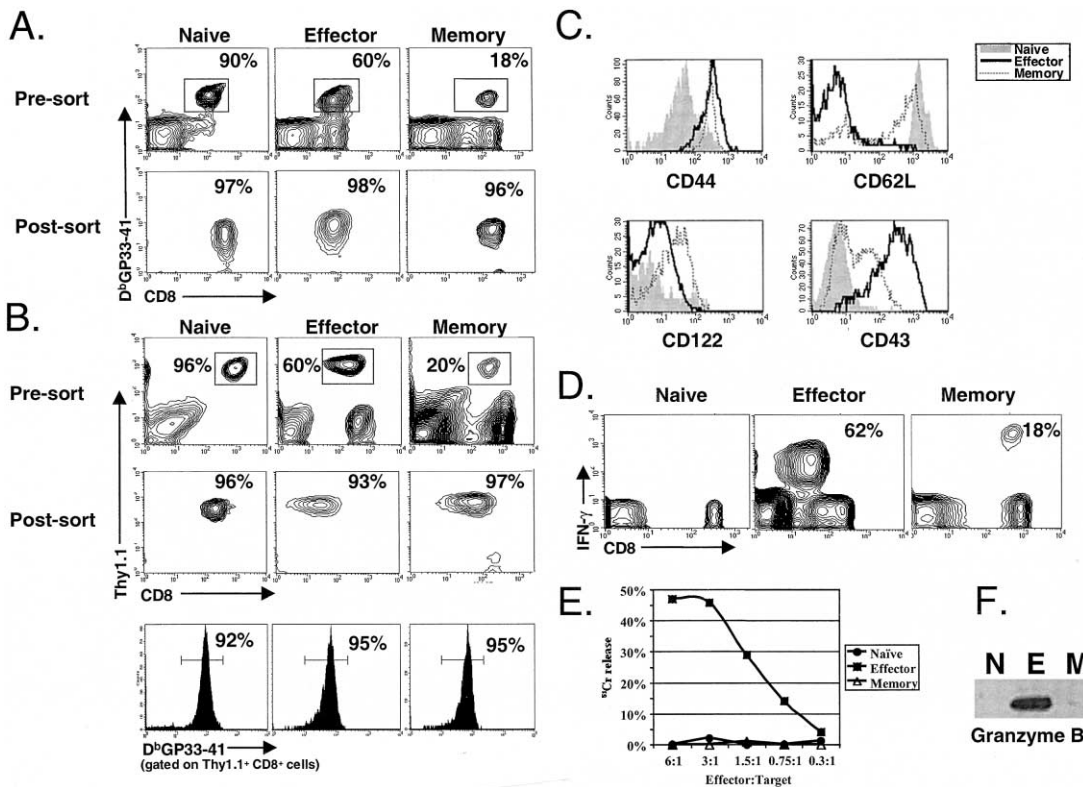 A.
Naive Effector Memory
Pre-sort
90% 60% 18%
Post-sort
97% 98% 96%
DᵇGP33-41
CD8
B.
Naive Effector Memory
Pre-sort
96% 60% 20%
Post-sort
96% 93% 97%
Thy1.1
CD8
92% 95% 95%
DᵇGP33-41
(gated on Thy1.1⁺ CD8⁺ cells)
C.
Naive
Effector
Memory
Counts
CD44
Counts
CD62L
Counts
CD122
Counts
CD43
D.
Naive Effector Memory
62% 18%
IFN-γ
CD8
E.
50%
40%
30%
20%
10%
0%
⁵¹Cr release
6:1 3:1 1.5:1 0.75:1 0.3:1
Effector:Target
Naïve
Effector
Memory
F.
N E M
Granzyme B